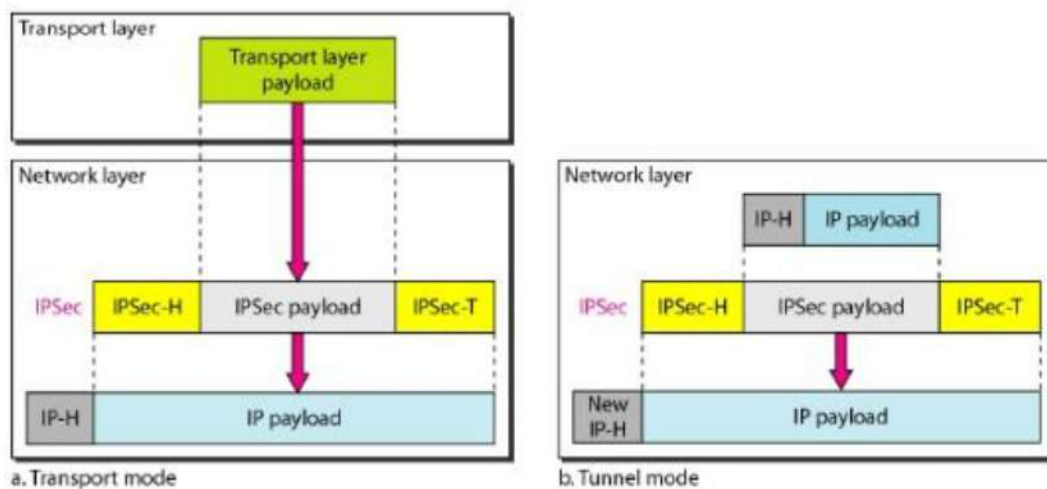 Transport layer
Transport layer
payload
Network layer
IPSec
IPSec-H
IPSec payload
IPSec-T
IP-H
IP payload
a. Transport mode
Network layer
IP-H
IP payload
IPSec
IPSec-H
IPSec payload
IPSec-T
New
IP-H
IP payload
b. Tunnel mode